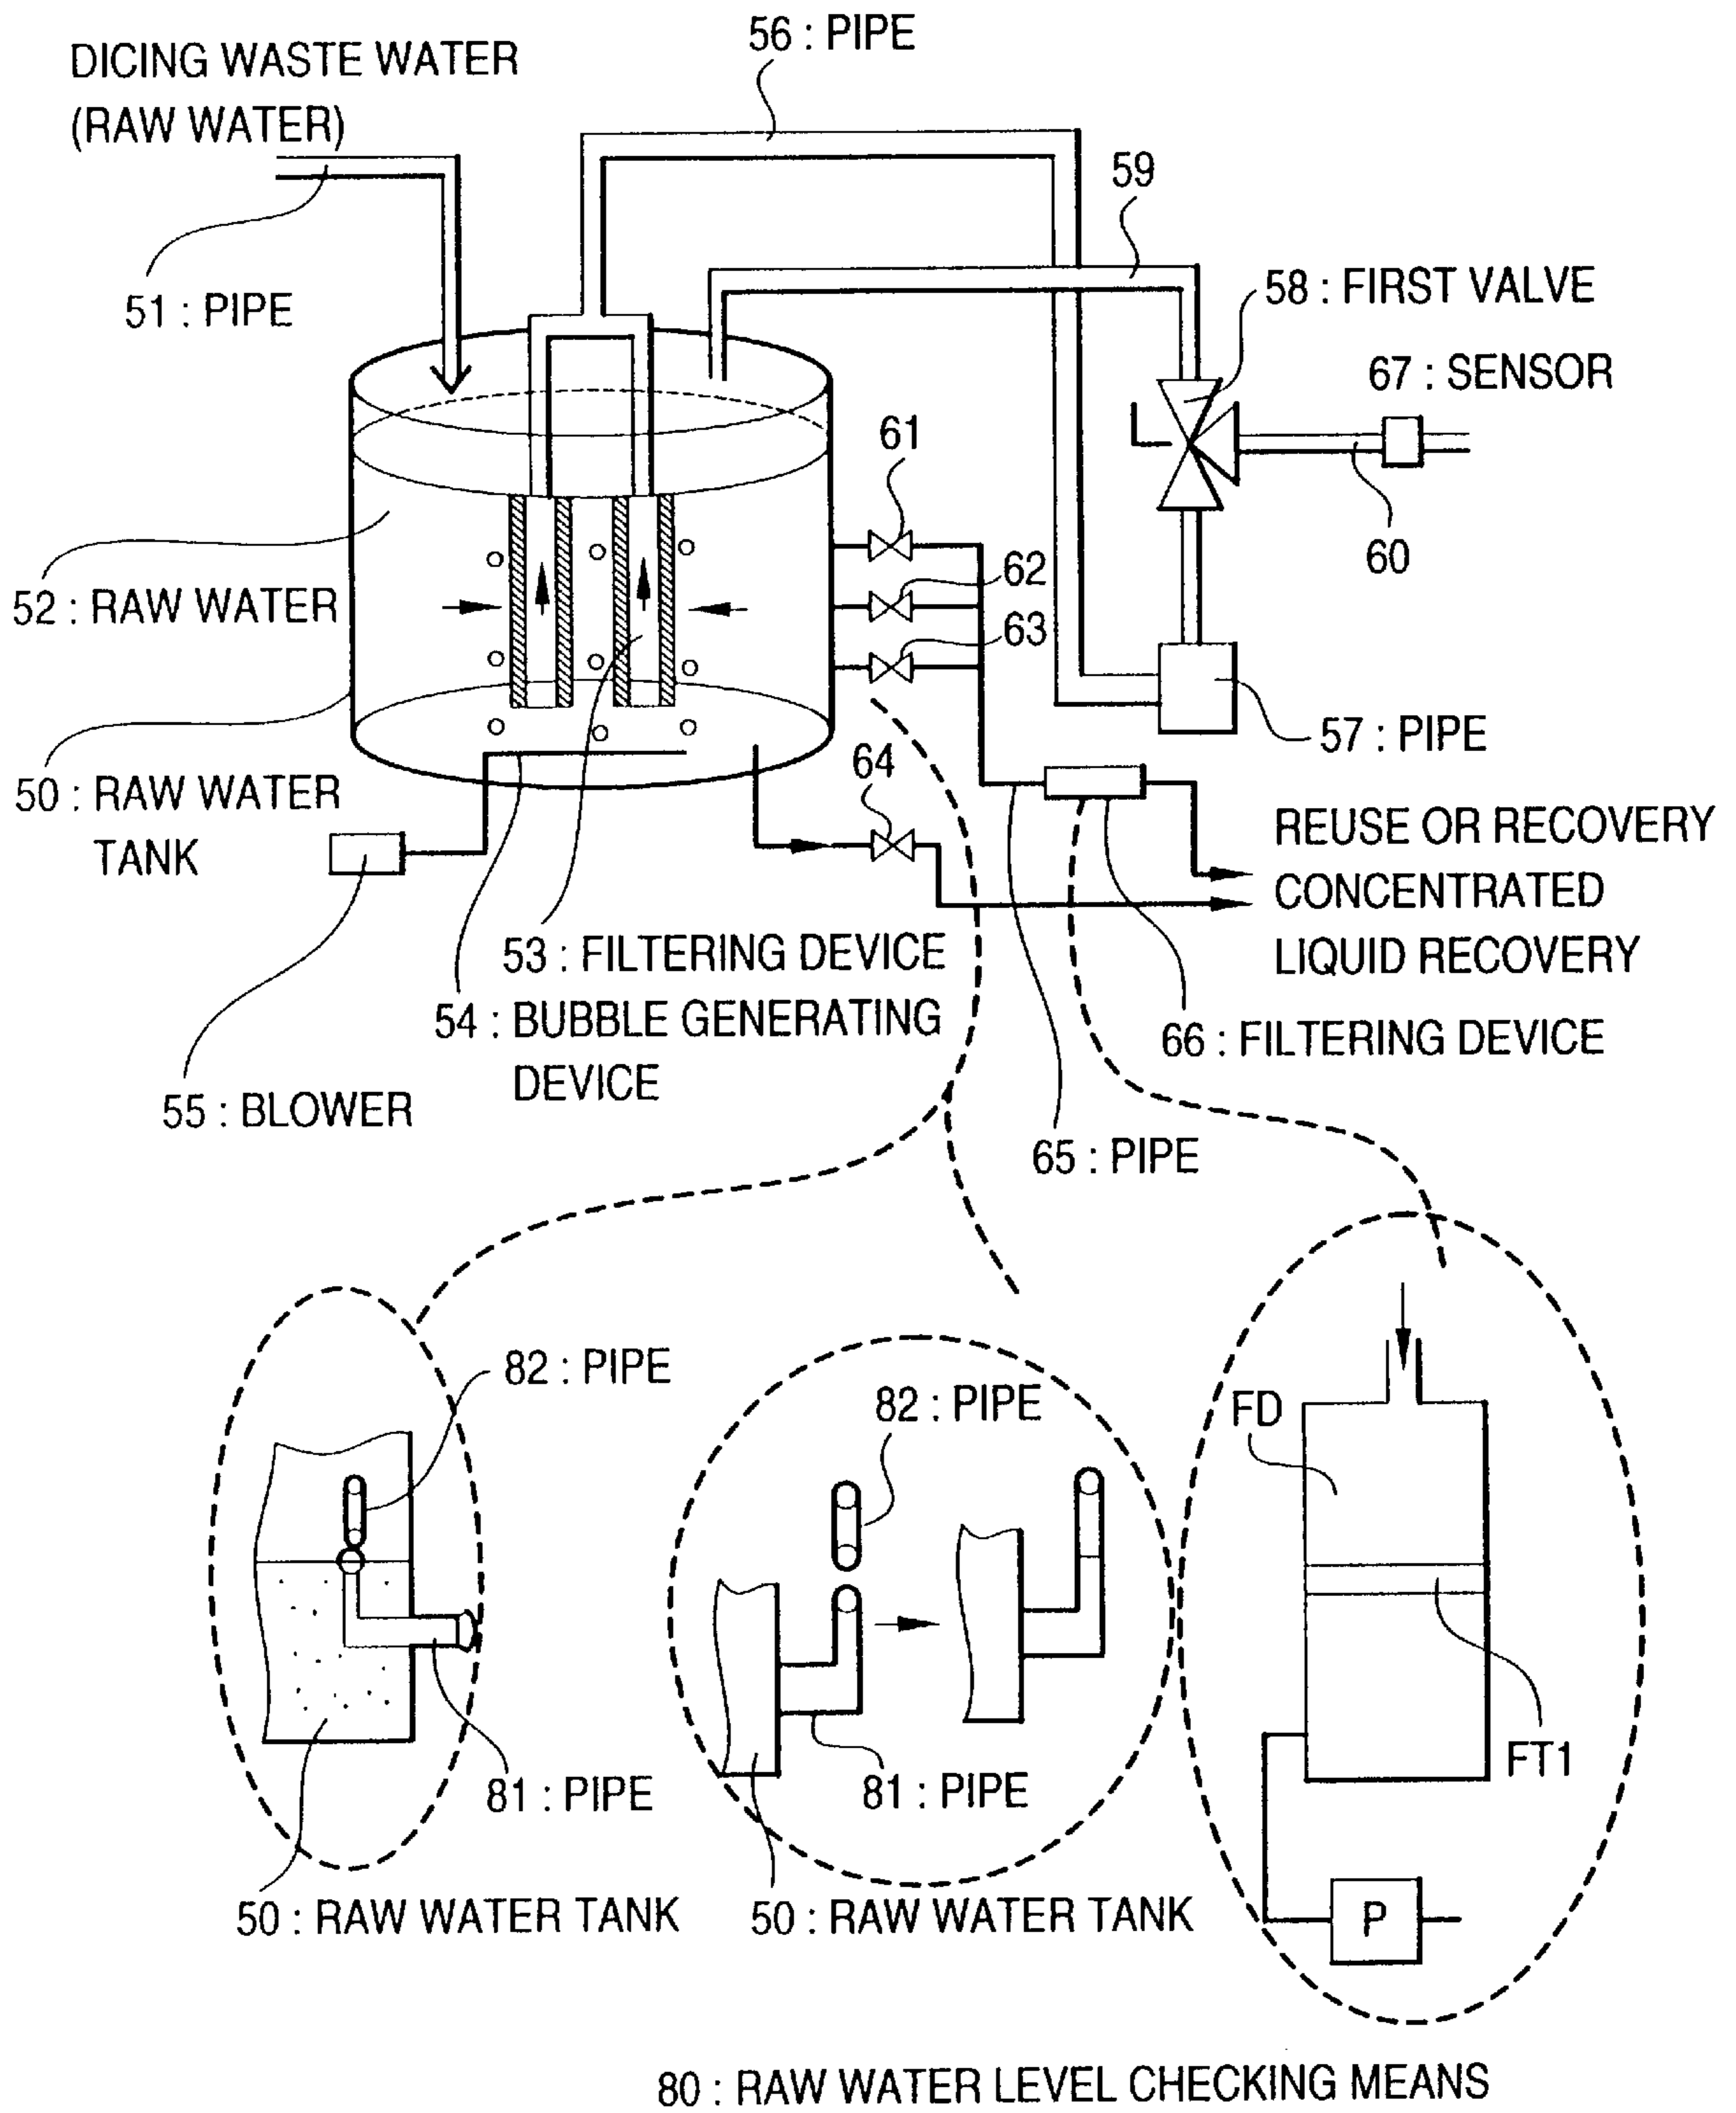 56 : PIPE
DICING WASTE WATER
(RAW WATER)
59
51 : PIPE
58 : FIRST VALVE
67 : SENSOR
61
60
62
52 : RAW WATER
63
57 : PIPE
50 : RAW WATER
TANK
64
REUSE OR RECOVERY
CONCENTRATED
LIQUID RECOVERY
53 : FILTERING DEVICE
54 : BUBBLE GENERATING
DEVICE
66 : FILTERING DEVICE
55 : BLOWER
65 : PIPE
82 : PIPE
82 : PIPE
FD
FT1
81 : PIPE
81 : PIPE
P
50 : RAW WATER TANK
50 : RAW WATER TANK
80 : RAW WATER LEVEL CHECKING MEANS